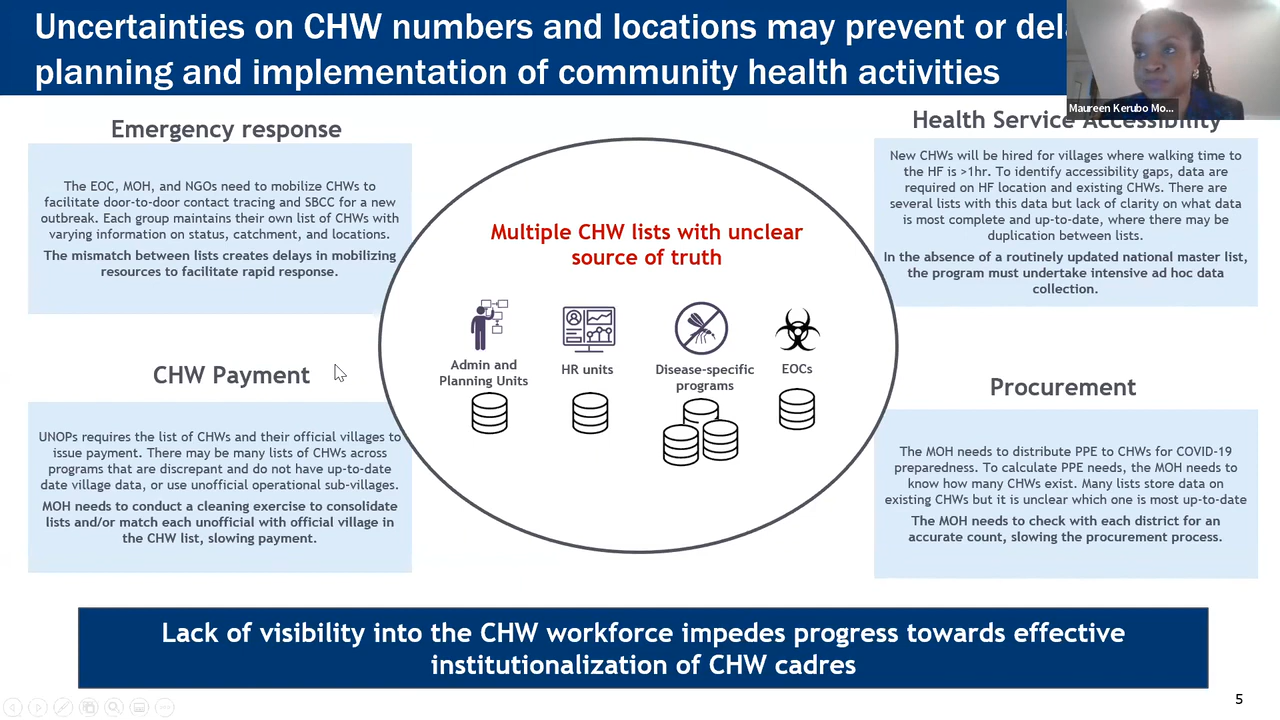 Uncertainties on CHW numbers and locations may prevent or
planning and implementation of community health activities
Maureen Kerubo Mo...
Emergency response
The EOC, MOH, and NGOs need to mobilize CHWs to
facilitate door-to-door contact tracing and SBCC for a new
outbreak. Each group maintains their own list of CHWs with
varying information on status, catchment, and locations.
The mismatch between lists creates delays in mobilizing
resources to facilitate rapid response.
Health Service Accessibility
New CHWs will be hired for villages where walking time to
the HF is >1hr. To identify accessibility gaps, data are
required on HF location and existing CHWs. There are
several lists with this data but lack of clarity on what data
is most complete and up-to-date, where there may be
duplication between lists.
In the absence of a routinely updated national master list,
the program must undertake intensive ad hoc data
collection.
Multiple CHW lists with unclear
source of truth
Admin and
Planning Units
HR units
Disease-specific
programs
EOCs
CHW Payment
UNOPs requires the list of CHWs and their official villages to
issue payment. There may be many lists of CHWs across
programs that are discrepant and do not have up-to-date
date village data, or use unofficial operational sub-villages.
MOH needs to conduct a cleaning exercise to consolidate
lists and/or match each unofficial with official village in
the CHW list, slowing payment.
Procurement
The MOH needs to distribute PPE to CHWs for COVID-19
preparedness. To calculate PPE needs, the MOH needs to
know how many CHWs exist. Many lists store data on
existing CHWs but it is unclear which one is most up-to-date
The MOH needs to check with each district for an
accurate count, slowing the procurement process.
Lack of visibility into the CHW workforce impedes progress towards effective
institutionalization of CHW cadres
5